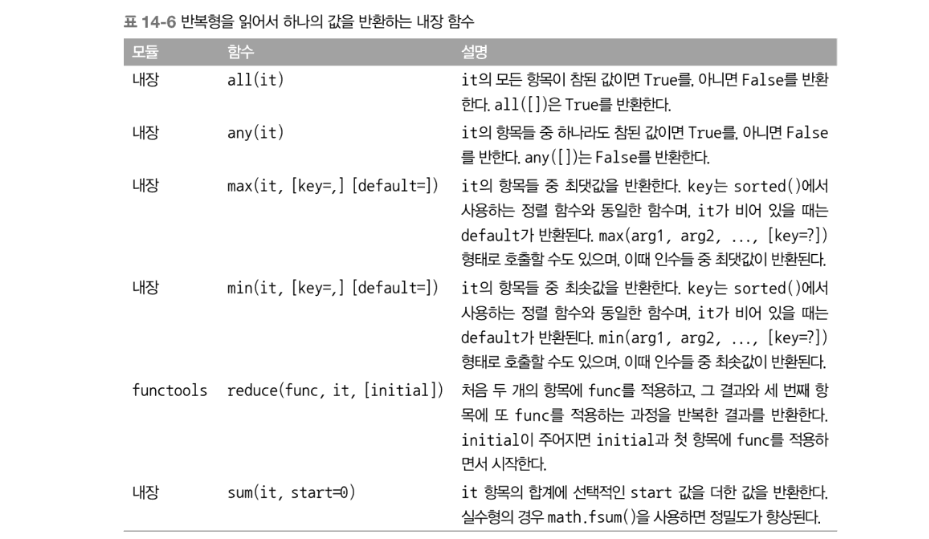 표 14-6 반복형을 읽어서 하나의 값을 반환하는 내장 함수
모듈 함수 설명
내장 all(it) it의 모든 항목이 참된 값이면 True를, 아니면 False를 반환
한다. all([])은 True를 반환한다.
내장 any(it) it의 항목들 중 하나라도 참된 값이면 True를, 아니면 False
를 반한다. any([])는 False를 반환한다.
내장 max(it, [key=,] [default=]) it의 항목들 중 최댓값을 반환한다. key는 sorted()에서
사용하는 정렬 함수와 동일한 함수며, it가 비어 있을 때는
default가 반환된다. max(arg1, arg2, ..., [key=?])
형태로 호출할 수도 있으며, 이때 인수들 중 최댓값이 반환된다.
내장 min(it, [key=,] [default=]) it의 항목들 중 최솟값을 반환한다. key는 sorted()에서
사용하는 정렬 함수와 동일한 함수며, it가 비어 있을 때는
default가 반환된다. min(arg1, arg2, ..., [key=?])
형태로 호출할 수도 있으며, 이때 인수들 중 최솟값이 반환된다.
functools reduce(func, it, [initial]) 처음 두 개의 항목에 func를 적용하고, 그 결과와 세 번째 항
목에 또 func를 적용하는 과정을 반복한 결과를 반환한다.
initial이 주어지면 initial과 첫 항목에 func를 적용하
면서 시작한다.
내장 sum(it, start=0) it 항목의 합계에 선택적인 start 값을 더한 값을 반환한다.
실수형의 경우 math.fsum()을 사용하면 정밀도가 향상된다.